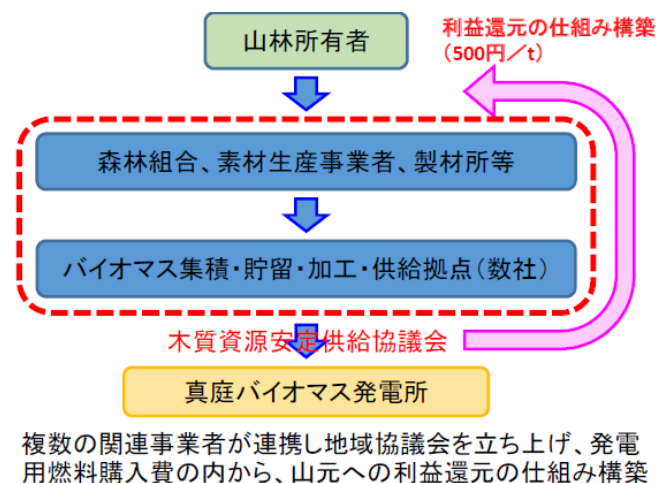 山林所有者
利益還元の仕組み構築
(500円/t)
森林組合、素材生産事業者、製材所等
バイオマス集積・貯留・加工・供給拠点(数社)
木質資源安定供給協議会
真庭バイオマス発電所
複数の関連事業者が連携し地域協議会を立ち上げ、発電
用燃料購入費の内から、山元への利益還元の仕組み構築